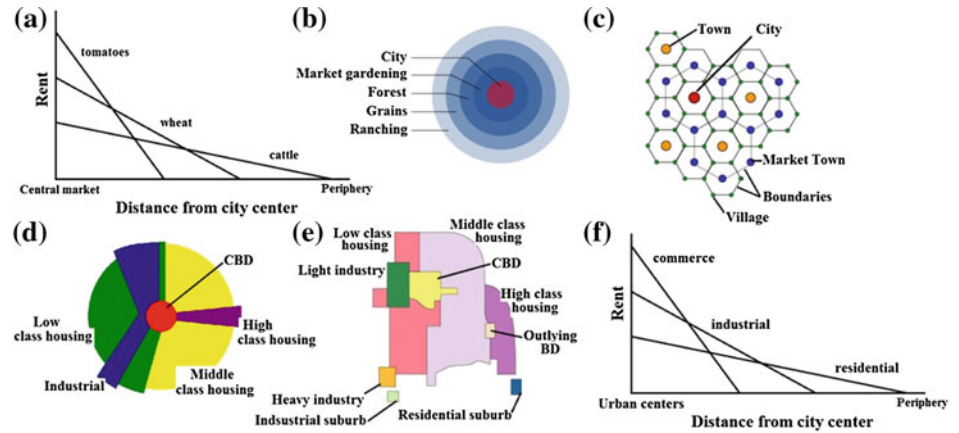 (a)
tomatoes
wheat
cattle
Rent
Central market
Periphery
Distance from city center
(b)
City
Market gardening
Forest
Grains
Ranching
(c)
Town
City
Market Town
Boundaries
Village
(d)
CBD
Low class
housing
High
class housing
Industrial
Middle
class housing
(e)
Low class
housing
Middle class
housing
Light industry
CBD
High class
housing
Outlying
BD
Heavy industry
Indsustrial suburb
Residential suburb
(f)
commerce
industrial
residential
Rent
Urban centers
Periphery
Distance from city center